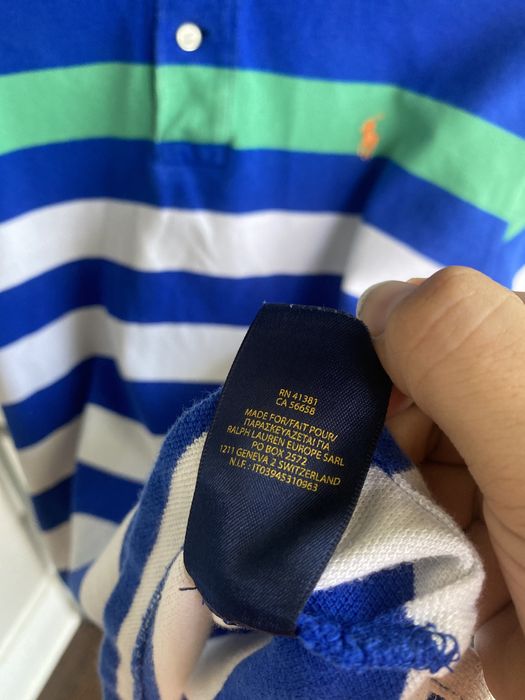 RN 41381
CA 56658
MADE FOR/FAIT POUR/
ΠΑΡΑΣΚΕΥΑΖΕΤΑΙ ΓΙΑ
RALPH LAUREN EUROPE SARL
PO BOX 2572
1211 GENEVA 2 SWITZERLAND
N.I.F : IT03945310963